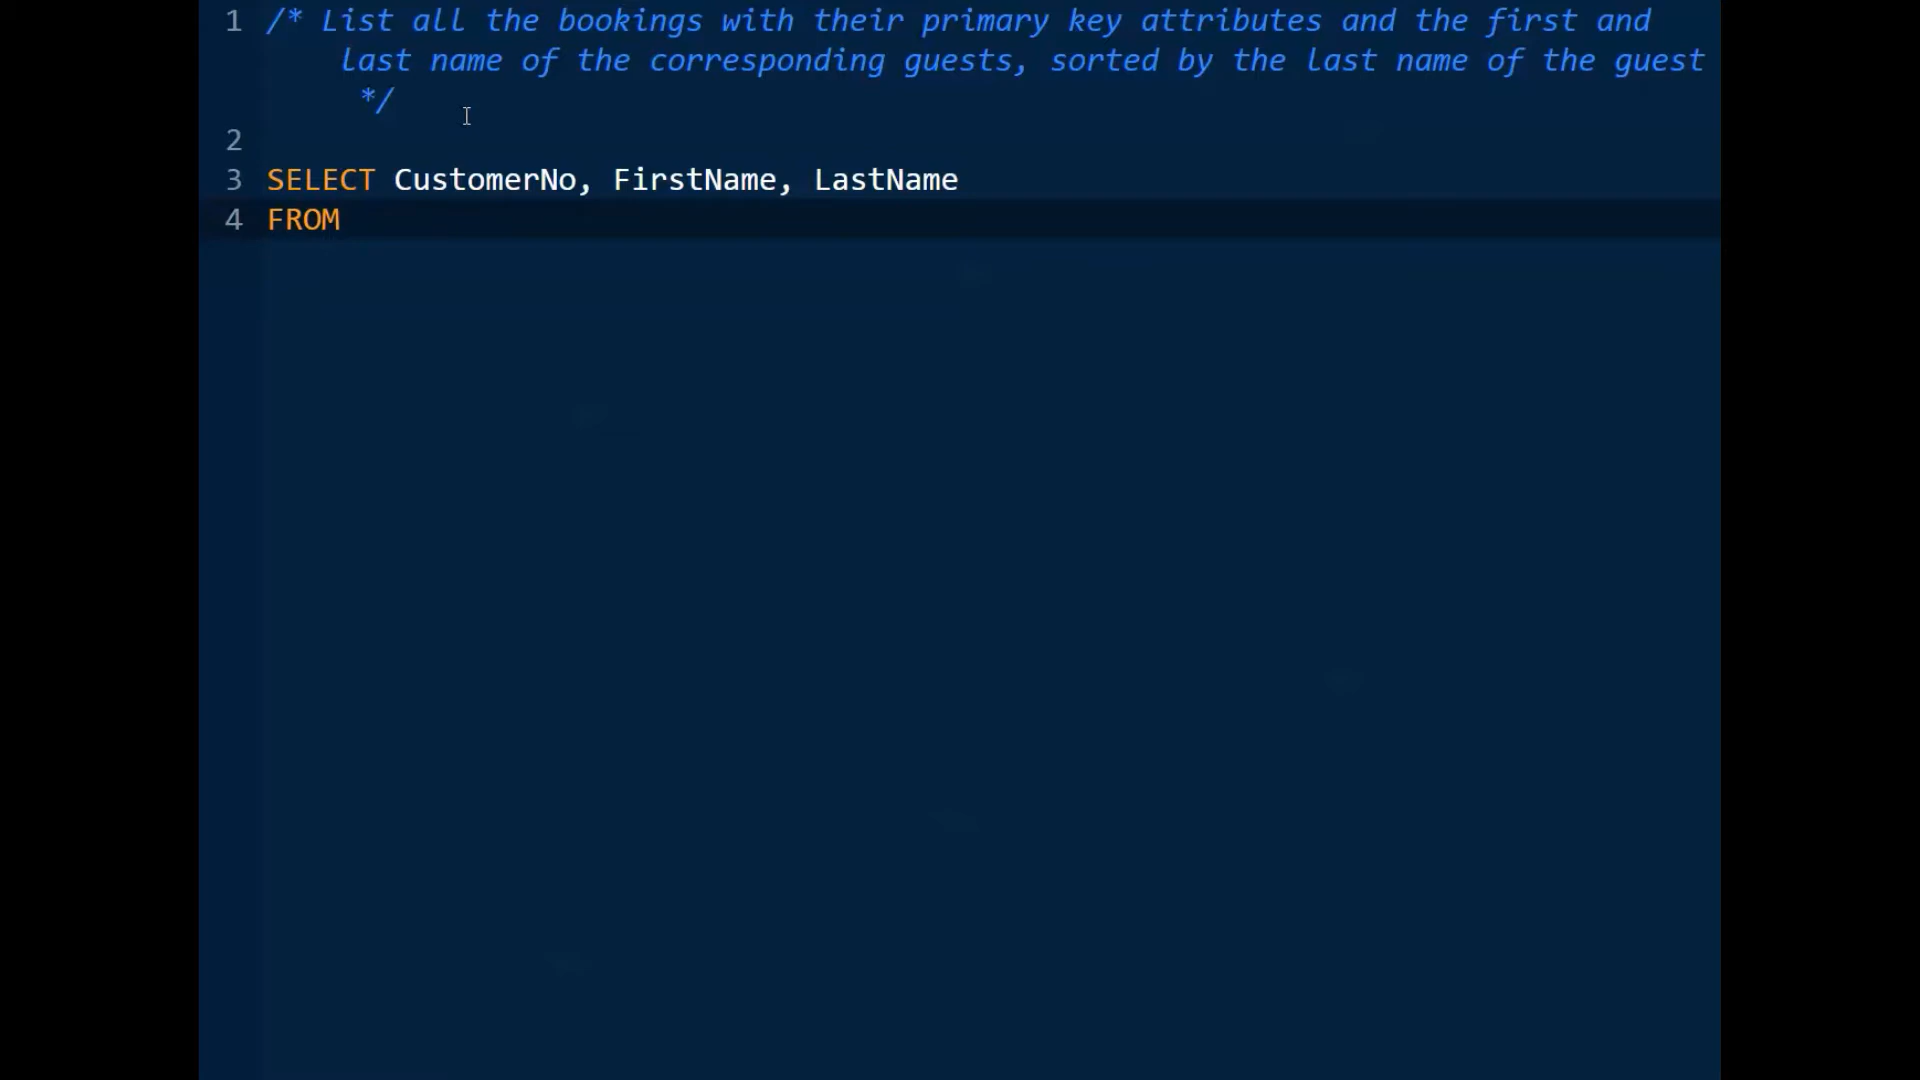 1 /* List all the bookings with their primary key attributes and the first and
last name of the corresponding guests, sorted by the last name of the guest
*/
2
3 SELECT CustomerNo, FirstName, LastName
4 FROM